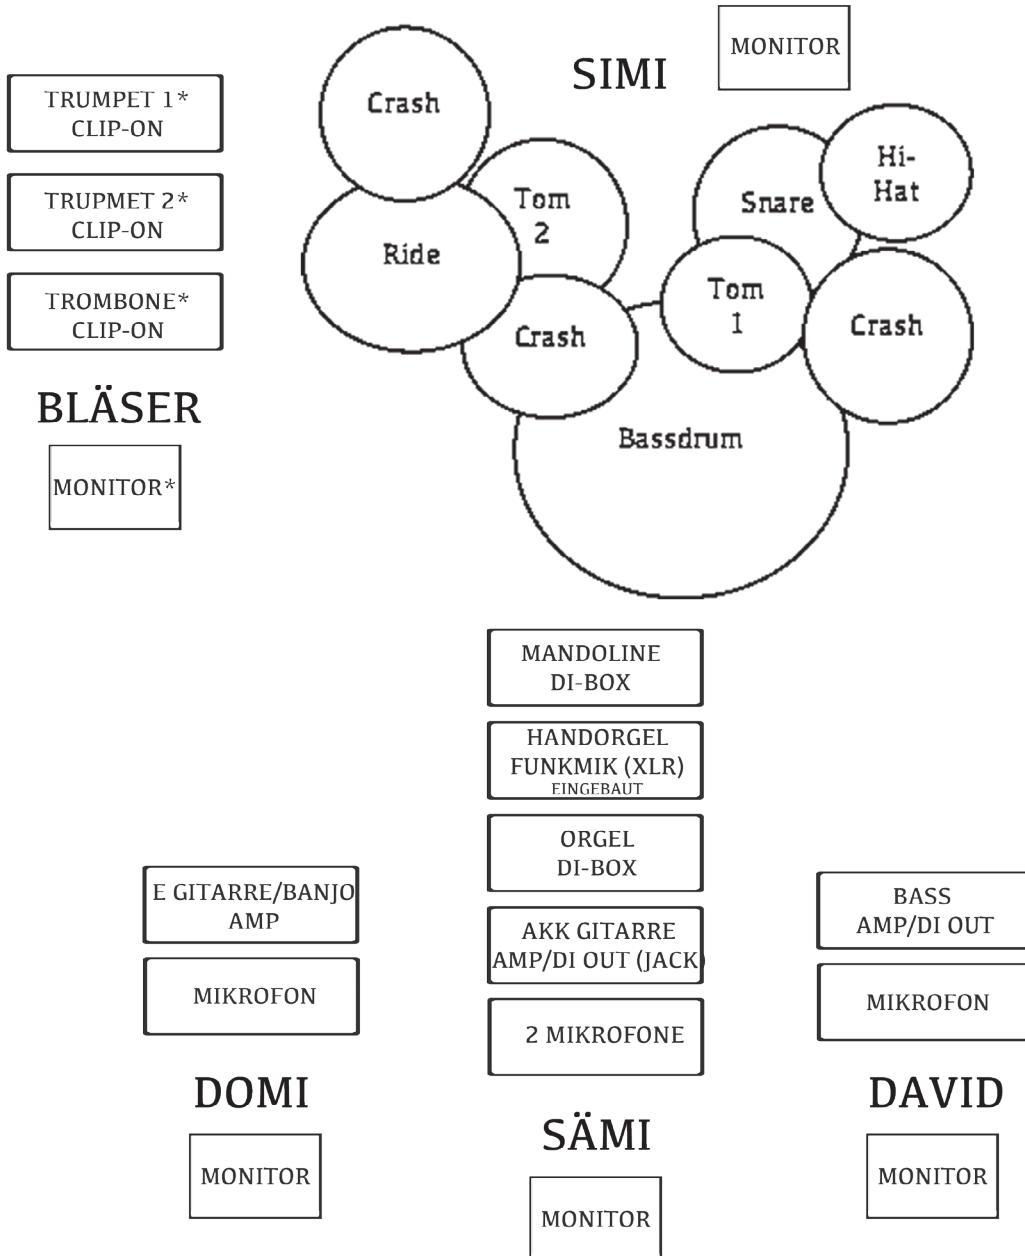 MONITOR
SIMI
TRUMPET 1*
CLIP-ON
TRUPMET 2*
CLIP-ON
TROMBONE*
CLIP-ON
BLÄSER
MONITOR*
Crash
Tom
2
Ride
Crash
Snare
Hi-
Hat
Tom
1
Crash
Bassdrum
MANDOLINE
DI-BOX
HANDORGEL
FUNKMIK (XLR)
EINGEBAUT
ORGEL
DI-BOX
AKK GITARRE
AMP/DI OUT (JACK)
2 MIKROFONE
SÄMI
MONITOR
E GITARRE/BANJO
AMP
MIKROFON
DOMI
MONITOR
BASS
AMP/DI OUT
MIKROFON
DAVID
MONITOR